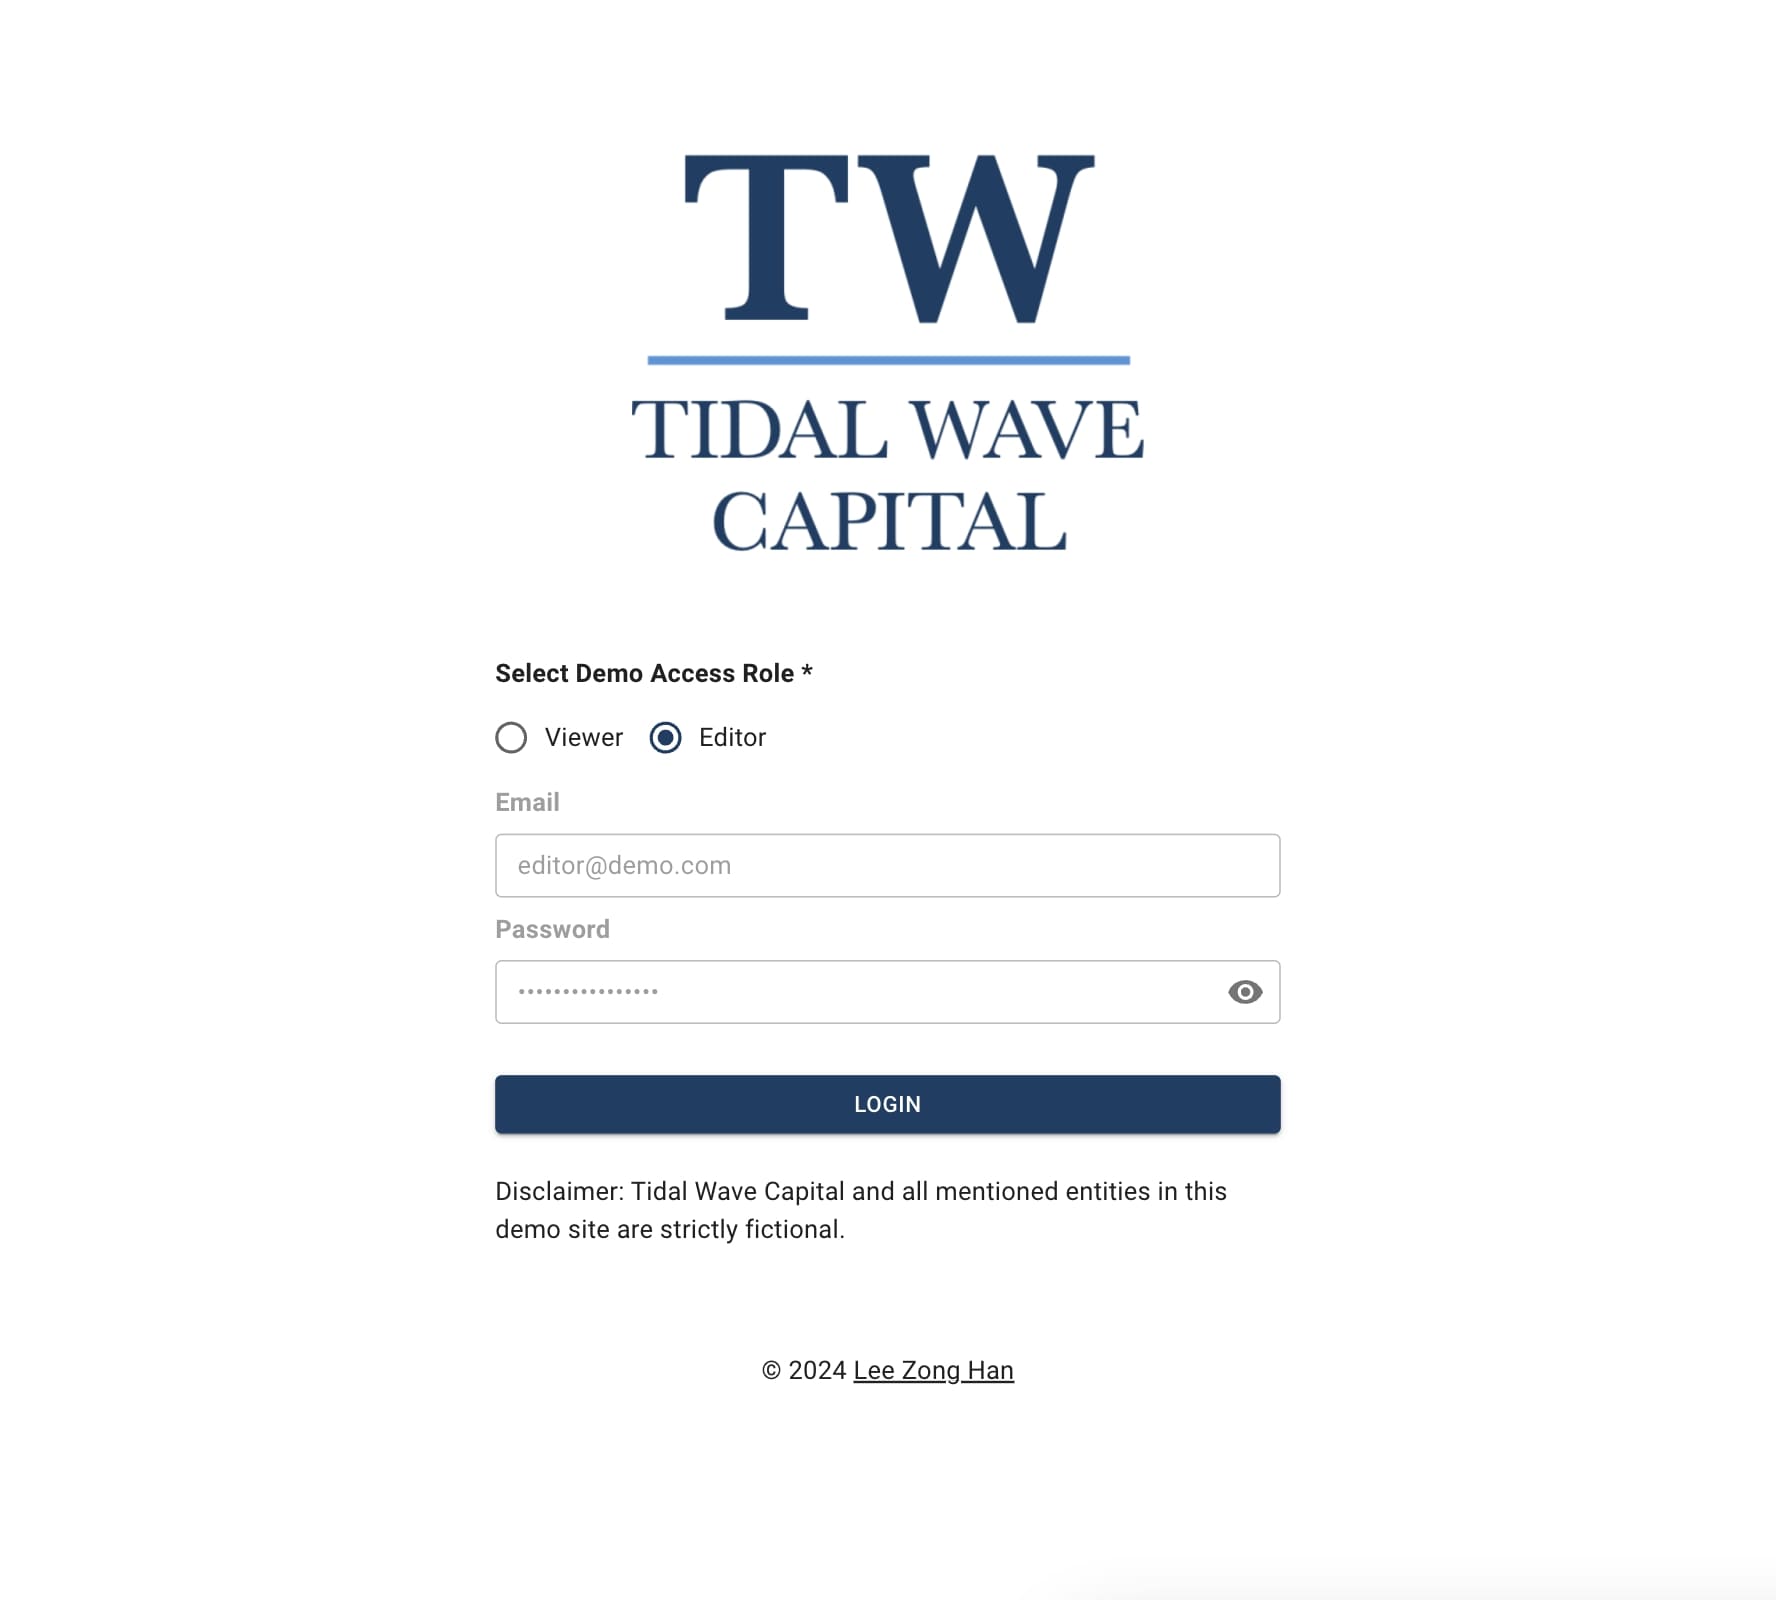 TW
TIDAL WAVE
CAPITAL
Select Demo Access Role *
Viewer Editor
Email
editor@demo.com
Password
••••••••••••••••
LOGIN
Disclaimer: Tidal Wave Capital and all mentioned entities in this
demo site are strictly fictional.
© 2024 Lee Zong Han